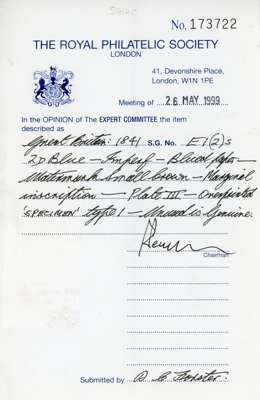 No. 173722
THE ROYAL PHILATELIC SOCIETY
LONDON
41, Devonshire Place,
London, W1N 1PE
Meeting of 26 MAY 1999
In the OPINION of The EXPERT COMMITTEE the item
described as
Great Britain: 1841 S.G. No. E1(2)s
2D Blue — Imperf — Blued paper —
Watermark Small Crown — Marginal
inscription — Plate III — Overprinted
'SPECIMEN' type 1 — Unused is Genuine.
Chairman
Submitted by